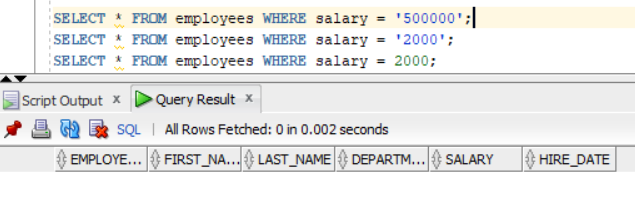 SELECT * FROM employees WHERE salary = '500000';
SELECT * FROM employees WHERE salary = '2000';
SELECT * FROM employees WHERE salary = 2000;
Script Output x Query Result x
SQL | All Rows Fetched: 0 in 0.002 seconds
EMPLOYE... FIRST_NA... LAST_NAME DEPARTM... SALARY HIRE_DATE